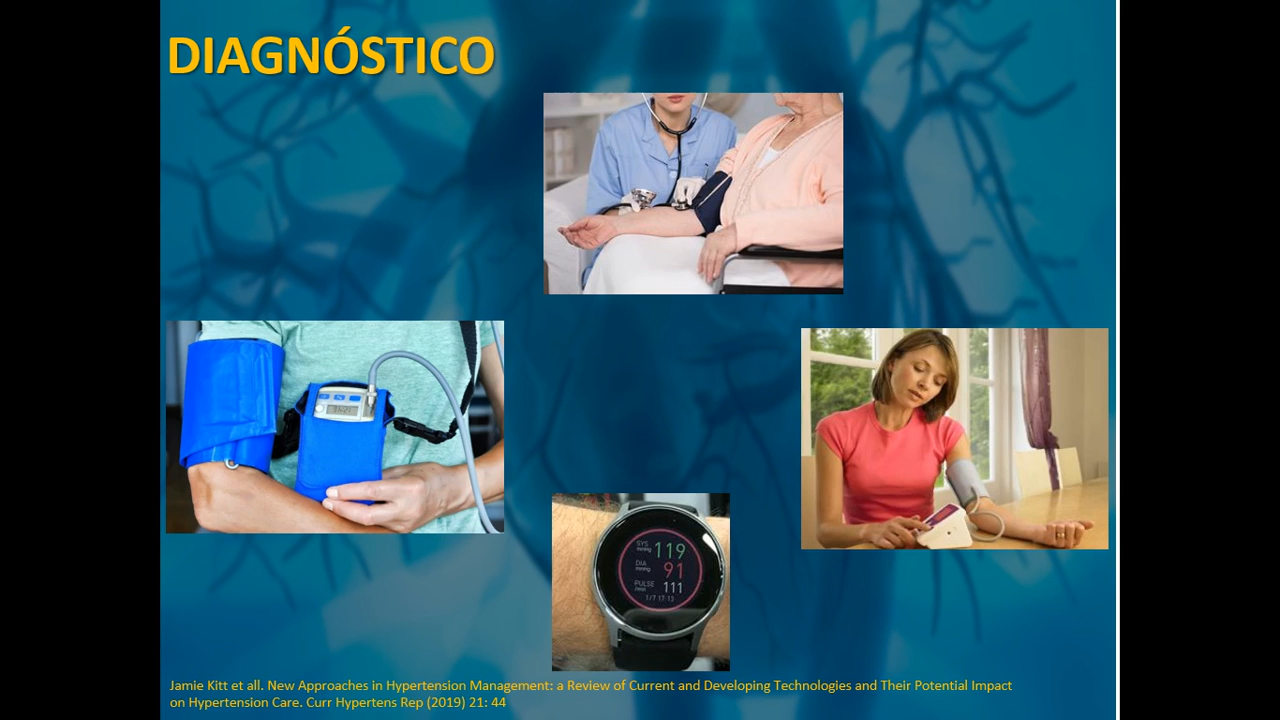 DIAGNÓSTICO
SYS
mmHg
119
DIA
mmHg
91
PULSE
/min
111
1/7 17:13
Jamie Kitt et all. New Approaches in Hypertension Management: a Review of Current and Developing Technologies and Their Potential Impact
on Hypertension Care. Curr Hypertens Rep (2019) 21: 44